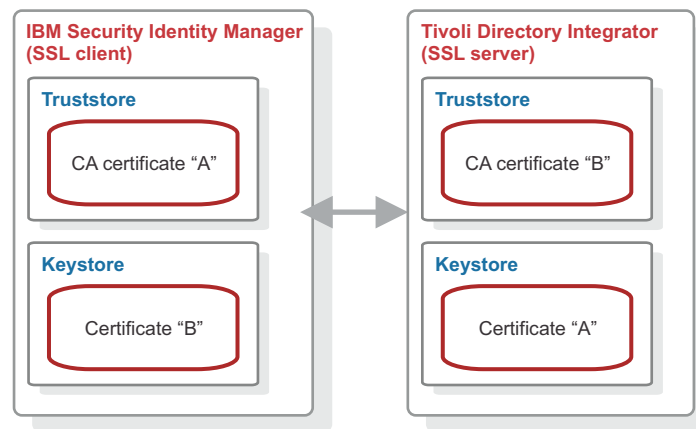 IBM Security Identity Manager
(SSL client)
Truststore
CA certificate “A”
Keystore
Certificate “B”
Tivoli Directory Integrator
(SSL server)
Truststore
CA certificate “B”
Keystore
Certificate “A”